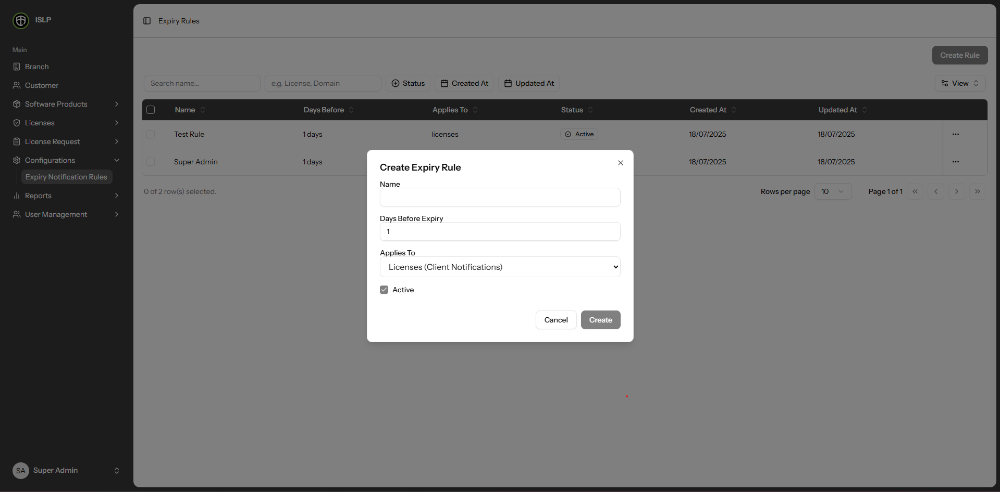 ISLP
Expiry Rules
Main
Branch
Customer
Software Products
Licenses
License Request
Configurations
Expiry Notification Rules
Reports
User Management
SA Super Admin
Create Rule
Search name... e.g. License, Domain Status Created At Updated At View
Name Days Before Applies To Status Created At Updated At
Test Rule 1 days licenses Active 18/07/2025 18/07/2025 ...
Super Admin 1 days 18/07/2025 18/07/2025 ...
0 of 2 row(s) selected. Rows per page 10 Page 1 of 1
Create Expiry Rule
Name
Days Before Expiry
1
Applies To
Licenses (Client Notifications)
Active
Cancel Create